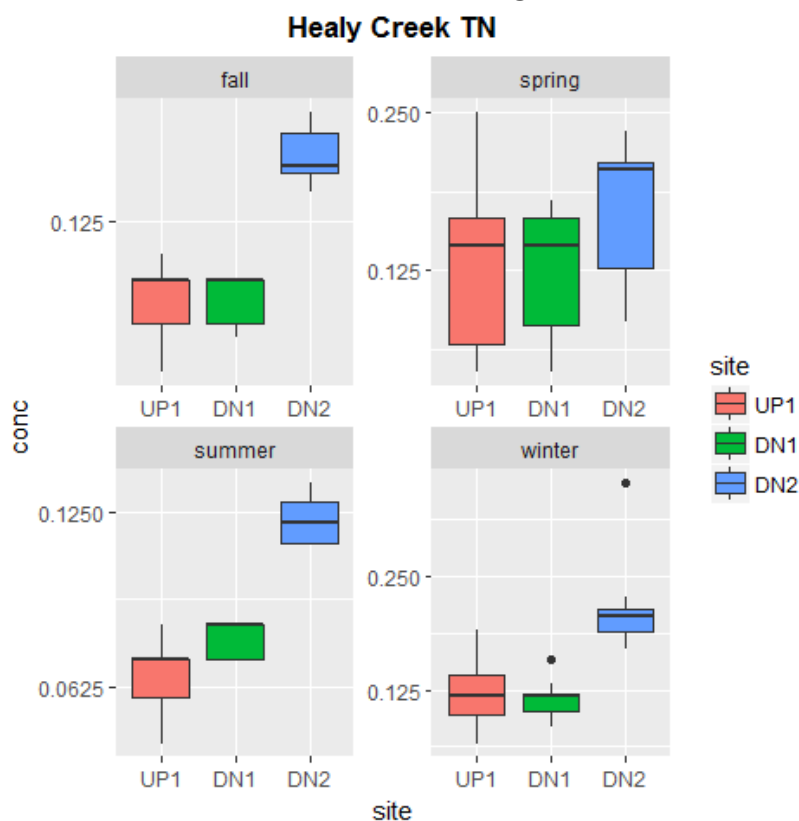 Healy Creek TN
fall
spring
0.125
0.250
0.125
UP1 DN1 DN2
UP1 DN1 DN2
conc
summer
winter
0.1250
0.0625
0.250
0.125
UP1 DN1 DN2
UP1 DN1 DN2
site
site
UP1
DN1
DN2